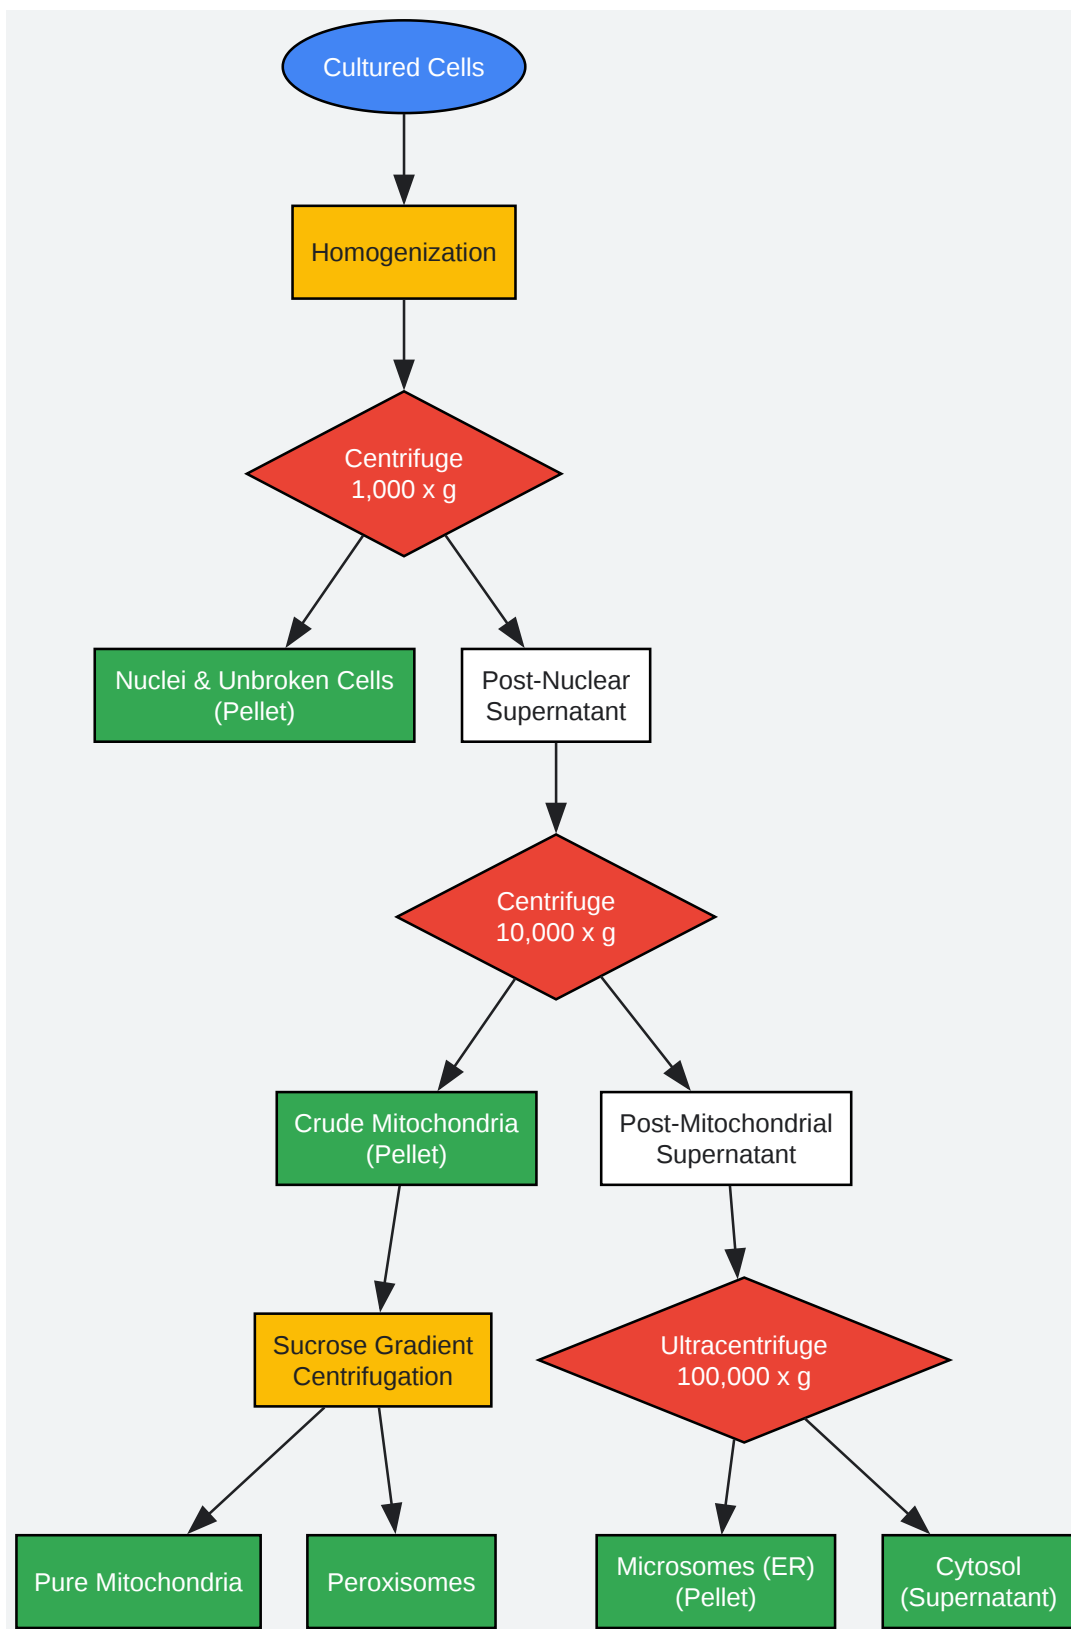 Cultured Cells
Homogenization
Centrifuge
1,000 x g
Nuclei & Unbroken Cells
(Pellet)
Post-Nuclear
Supernatant
Centrifuge
10,000 x g
Crude Mitochondria
(Pellet)
Post-Mitochondrial
Supernatant
Sucrose Gradient
Centrifugation
Ultracentrifuge
100,000 x g
Pure Mitochondria
Peroxisomes
Microsomes (ER)
(Pellet)
Cytosol
(Supernatant)